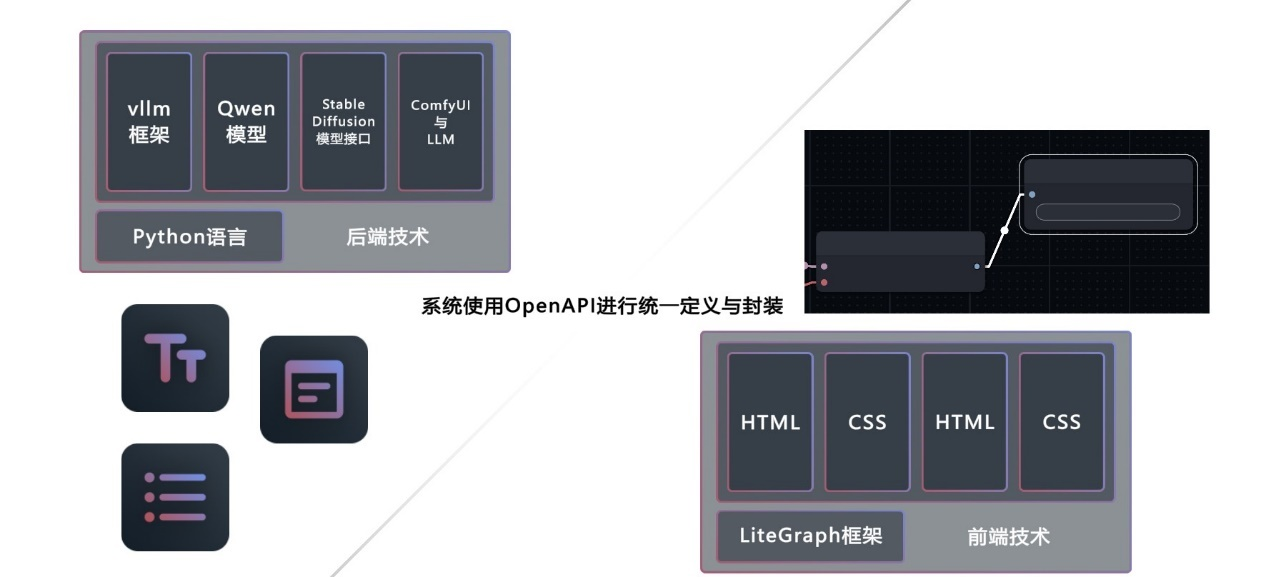 vllm
框架
Qwen
模型
Stable
Diffusion
模型接口
ComfyUI
与
LLM
Python语言
后端技术
系统使用OpenAPI进行统一定义与封装
TT
HTML
CSS
HTML
CSS
LiteGraph框架
前端技术